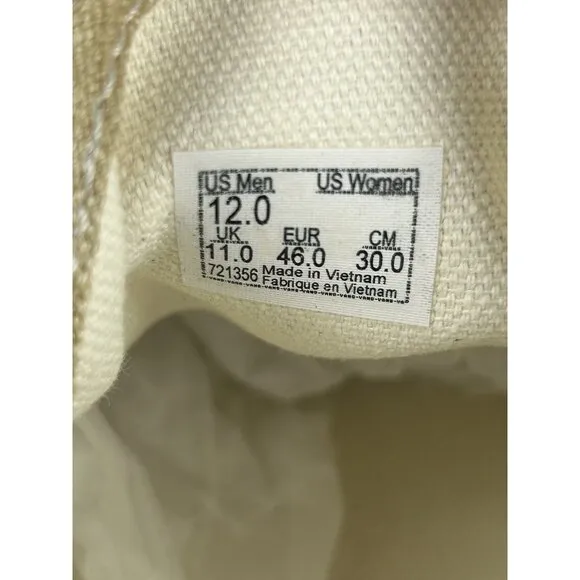 US Men US Women
12.0
UK EUR CM
11.0 46.0 30.0
721356 Made in Vietnam
Fabrique en Vietnam